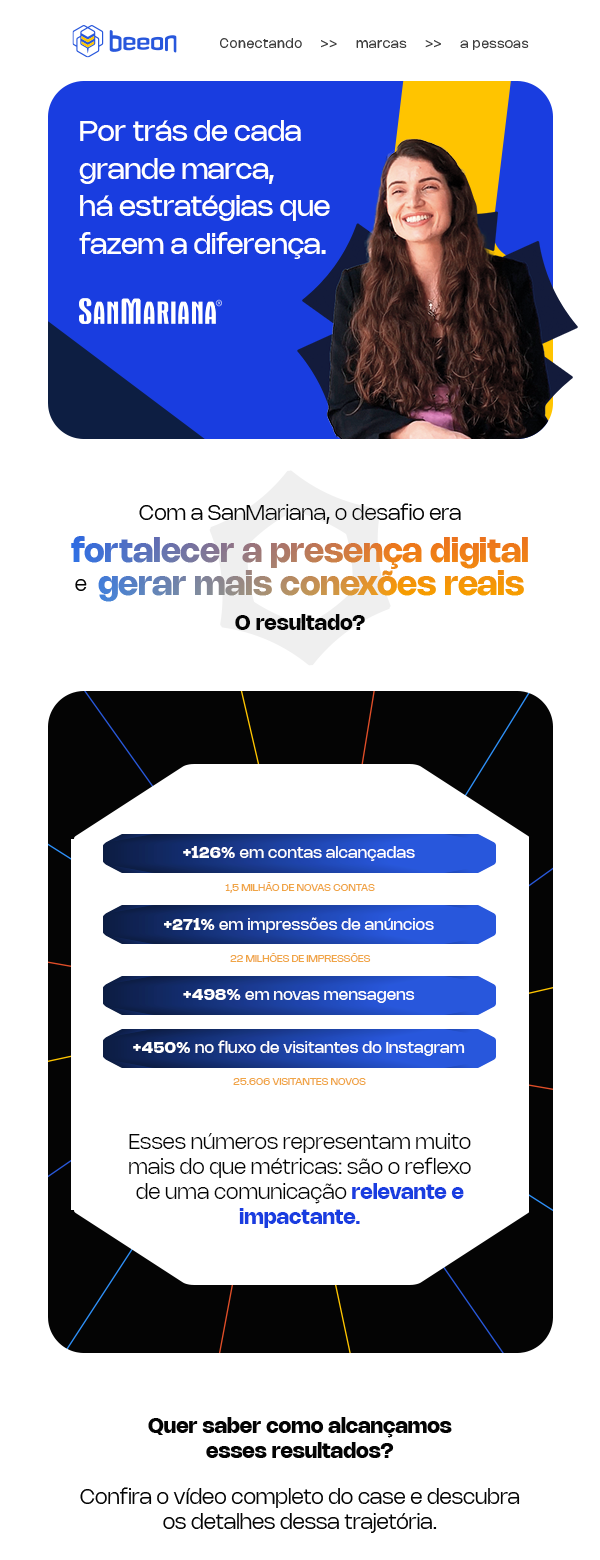 beeon
Conectando >> marcas >> a pessoas
Por trás de cada
grande marca,
há estratégias que
fazem a diferença.
SANMARIANA®
Com a SanMariana, o desafio era
fortalecer a presença digital
e gerar mais conexões reais
O resultado?
+126% em contas alcançadas
1,5 MILHÃO DE NOVAS CONTAS
+271% em impressões de anúncios
22 MILHÕES DE IMPRESSÕES
+498% em novas mensagens
+450% no fluxo de visitantes do Instagram
25.606 VISITANTES NOVOS
Esses números representam muito
mais do que métricas: são o reflexo
de uma comunicação relevante e
impactante.
Quer saber como alcançamos
esses resultados?
Confira o vídeo completo do case e descubra
os detalhes dessa trajetória.